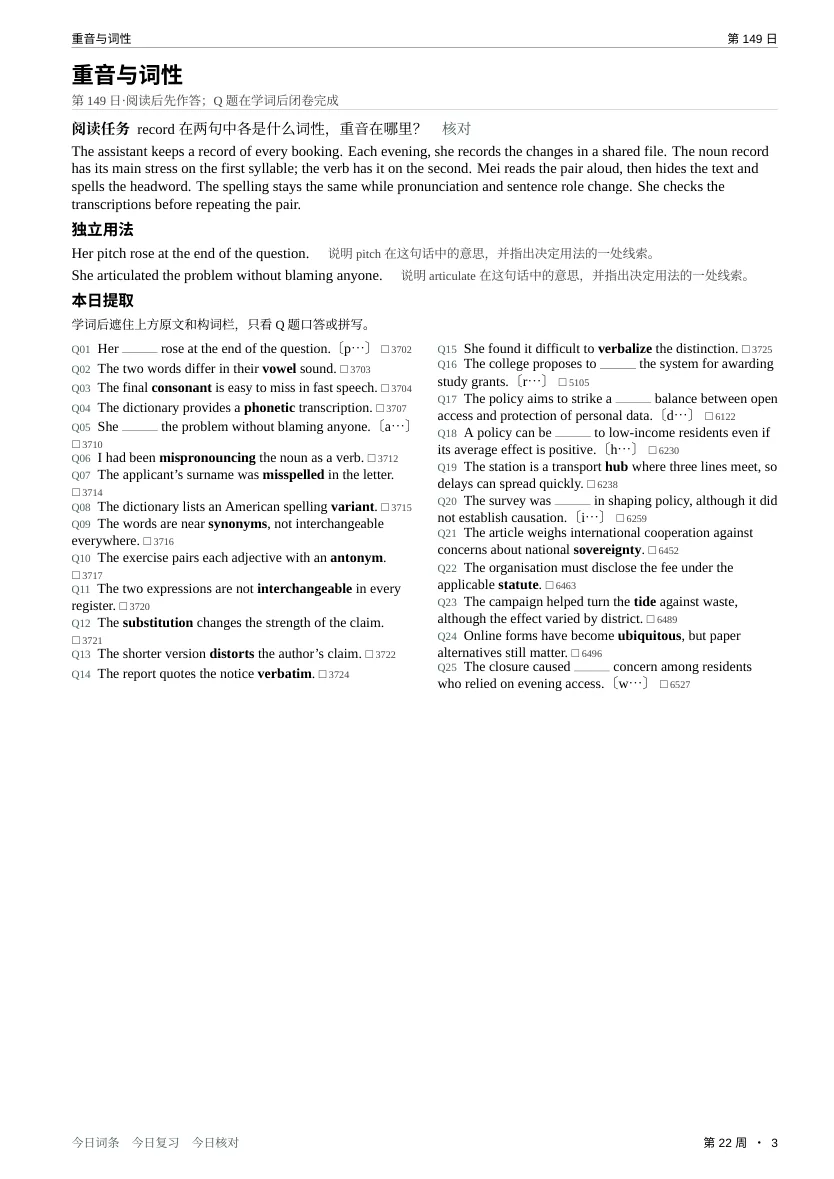 重音与词性
第 149 日
重音与词性
第 149 日·阅读后先作答；Q 题在学词后闭卷完成
阅读任务 record 在两句中各是什么词性，重音在哪里？ 核对
The assistant keeps a record of every booking. Each evening, she records the changes in a shared file. The noun record
has its main stress on the first syllable; the verb has it on the second. Mei reads the pair aloud, then hides the text and
spells the headword. The spelling stays the same while pronunciation and sentence role change. She checks the
transcriptions before repeating the pair.
独立用法
Her pitch rose at the end of the question. 说明 pitch 在这句话中的意思，并指出决定用法的一处线索。
She articulated the problem without blaming anyone. 说明 articulate 在这句话中的意思，并指出决定用法的一处线索。
本日提取
学词后遮住上方原文和构词栏，只看 Q 题口答或拼写。
Q01 Her _____ rose at the end of the question.〔p···〕 □ 3702
Q02 The two words differ in their vowel sound. □ 3703
Q03 The final consonant is easy to miss in fast speech. □ 3704
Q04 The dictionary provides a phonetic transcription. □ 3707
Q05 She _____ the problem without blaming anyone.〔a···〕
□ 3710
Q06 I had been mispronouncing the noun as a verb. □ 3712
Q07 The applicant’s surname was misspelled in the letter.
□ 3714
Q08 The dictionary lists an American spelling variant. □ 3715
Q09 The words are near synonyms, not interchangeable
everywhere. □ 3716
Q10 The exercise pairs each adjective with an antonym.
□ 3717
Q11 The two expressions are not interchangeable in every
register. □ 3720
Q12 The substitution changes the strength of the claim.
□ 3721
Q13 The shorter version distorts the author’s claim. □ 3722
Q14 The report quotes the notice verbatim. □ 3724
Q15 She found it difficult to verbalize the distinction. □ 3725
Q16 The college proposes to _____ the system for awarding
study grants.〔r···〕 □ 5105
Q17 The policy aims to strike a _____ balance between open
access and protection of personal data.〔d···〕 □ 6122
Q18 A policy can be _____ to low-income residents even if
its average effect is positive.〔h···〕 □ 6230
Q19 The station is a transport hub where three lines meet, so
delays can spread quickly. □ 6238
Q20 The survey was _____ in shaping policy, although it did
not establish causation.〔i···〕 □ 6259
Q21 The article weighs international cooperation against
concerns about national sovereignty. □ 6452
Q22 The organisation must disclose the fee under the
applicable statute. □ 6463
Q23 The campaign helped turn the tide against waste,
although the effect varied by district. □ 6489
Q24 Online forms have become ubiquitous, but paper
alternatives still matter. □ 6496
Q25 The closure caused _____ concern among residents
who relied on evening access.〔w···〕 □ 6527
今日词条 今日复习 今日核对
第 22 周 · 3